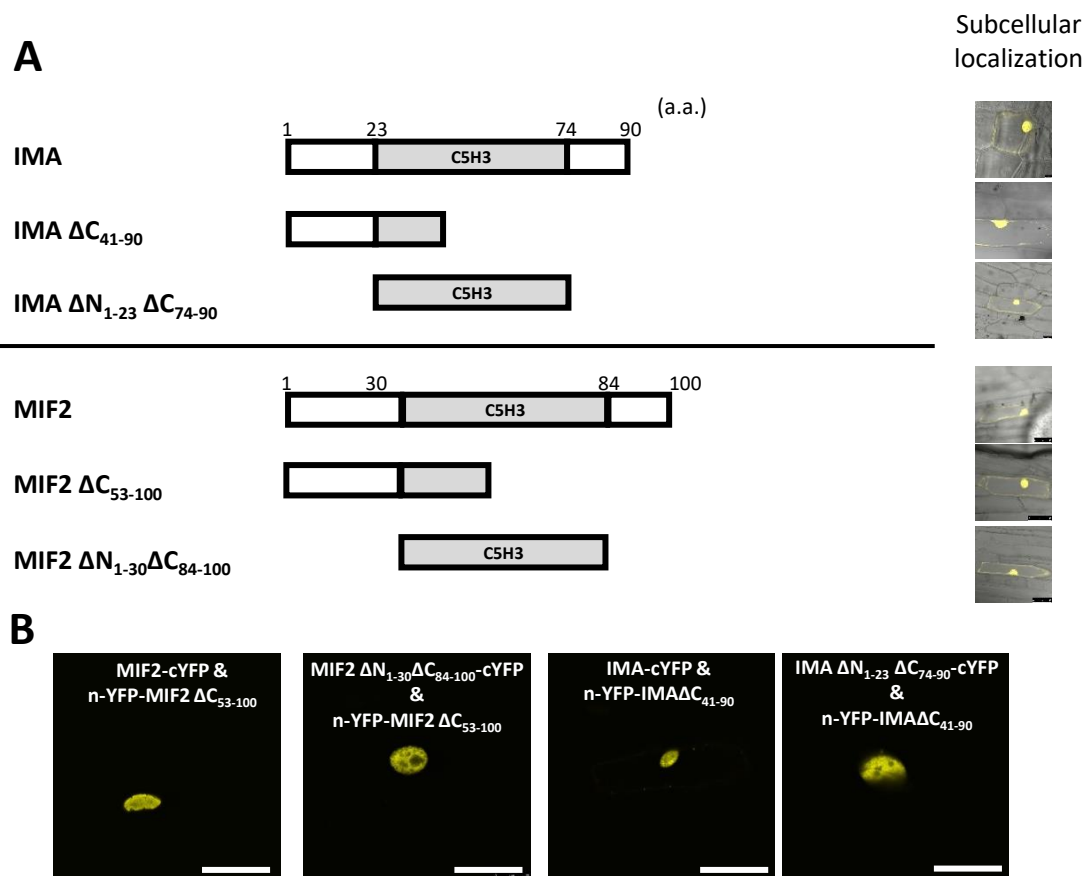 Subcellular
localization
A
(a.a.)
1 23 74 90
IMA C5H3
IMA ΔC41-90
IMA ΔN1-23 ΔC74-90 C5H3
1 30 84 100
MIF2 C5H3
MIF2 ΔC53-100
MIF2 ΔN1-30ΔC84-100 C5H3
B
MIF2-cYFP &
n-YFP-MIF2 ΔC53-100
MIF2 ΔN1-30ΔC84-100-cYFP
&
n-YFP-MIF2 ΔC53-100
IMA-cYFP &
n-YFP-IMAΔC41-90
IMA ΔN1-23 ΔC74-90-cYFP
&
n-YFP-IMAΔC41-90